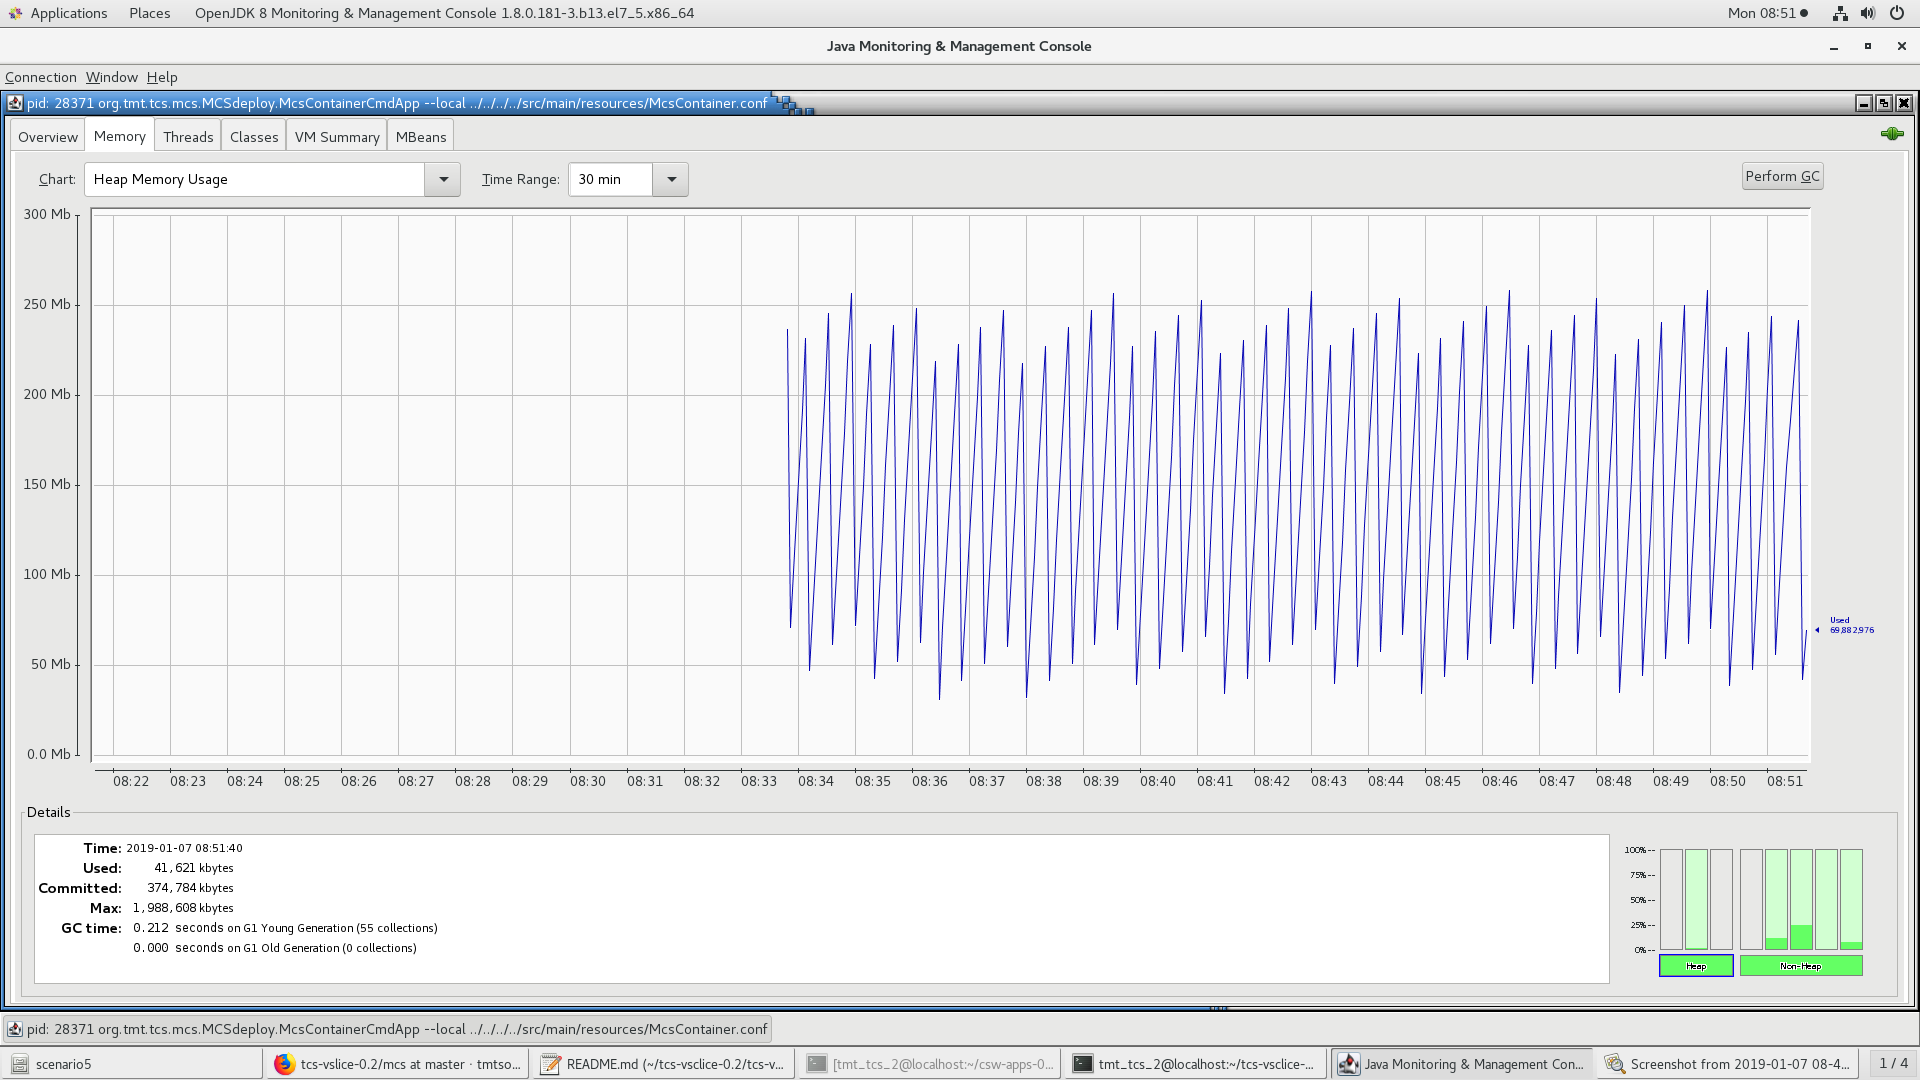 Applications Places OpenJDK 8 Monitoring & Management Console 1.8.0.181-3.b13.el7_5.x86_64 Mon 08:51
Java Monitoring & Management Console
Connection Window Help
pid: 28371 org.tmt.tcs.mcs.MCSdeploy.McsContainerCmdApp --local ../../../../src/main/resources/McsContainer.conf
Overview Memory Threads Classes VM Summary MBeans
Chart: Heap Memory Usage Time Range: 30 min Perform GC
300 Mb
250 Mb
200 Mb
150 Mb
100 Mb
50 Mb
0.0 Mb
Used
69,882,976
08:22 08:23 08:24 08:25 08:26 08:27 08:28 08:29 08:30 08:31 08:32 08:33 08:34 08:35 08:36 08:37 08:38 08:39 08:40 08:41 08:42 08:43 08:44 08:45 08:46 08:47 08:48 08:49 08:50 08:51
Details
Time: 2019-01-07 08:51:40
Used: 41,621 kbytes
Committed: 374,784 kbytes
Max: 1,988,608 kbytes
GC time: 0.212 seconds on G1 Young Generation (55 collections)
0.000 seconds on G1 Old Generation (0 collections)
100%--
75%--
50%--
25%--
0%--
Heap Non-Heap
pid: 28371 org.tmt.tcs.mcs.MCSdeploy.McsContainerCmdApp --local ../../../../src/main/resources/McsContainer.conf
scenario5 tcs-vslice-0.2/mcs at master · tmtso... README.md (~/tcs-vsclice-0.2/tcs-v... [tmt_tcs_2@localhost:~/csw-apps-0... tmt_tcs_2@localhost:~/tcs-vsclice-... Java Monitoring & Management Con... Screenshot from 2019-01-07 08-4... 1 / 4